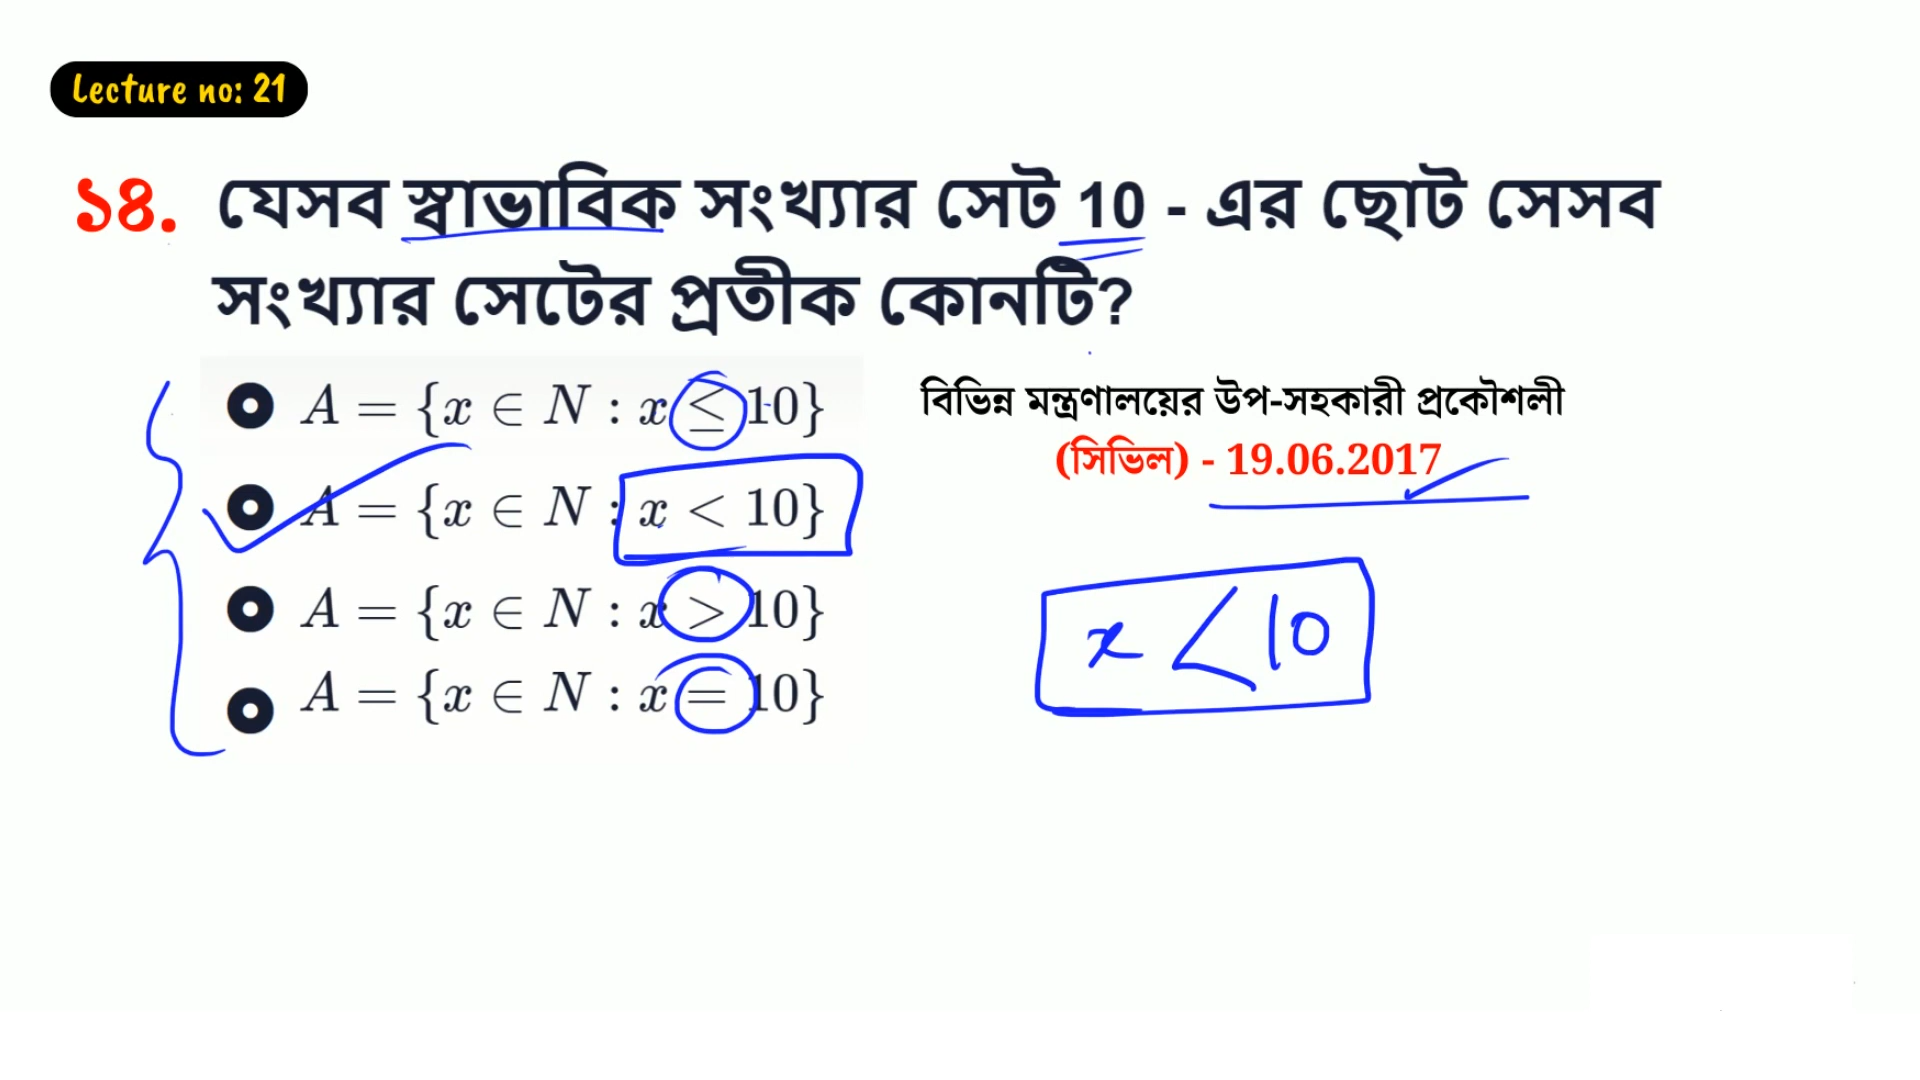 Lecture no: 21
১৪. যেসব স্বাভাবিক সংখ্যার সেট 10 - এর ছোট সেসব
সংখ্যার সেটের প্রতীক কোনটি?
A = {x ∈ N : x ≤ 10}
বিভিন্ন মন্ত্রণালয়ের উপ-সহকারী প্রকৌশলী
(সিভিল) - 19.06.2017
A = {x ∈ N : x < 10}
A = {x ∈ N : x > 10}
x < 10
A = {x ∈ N : x = 10}